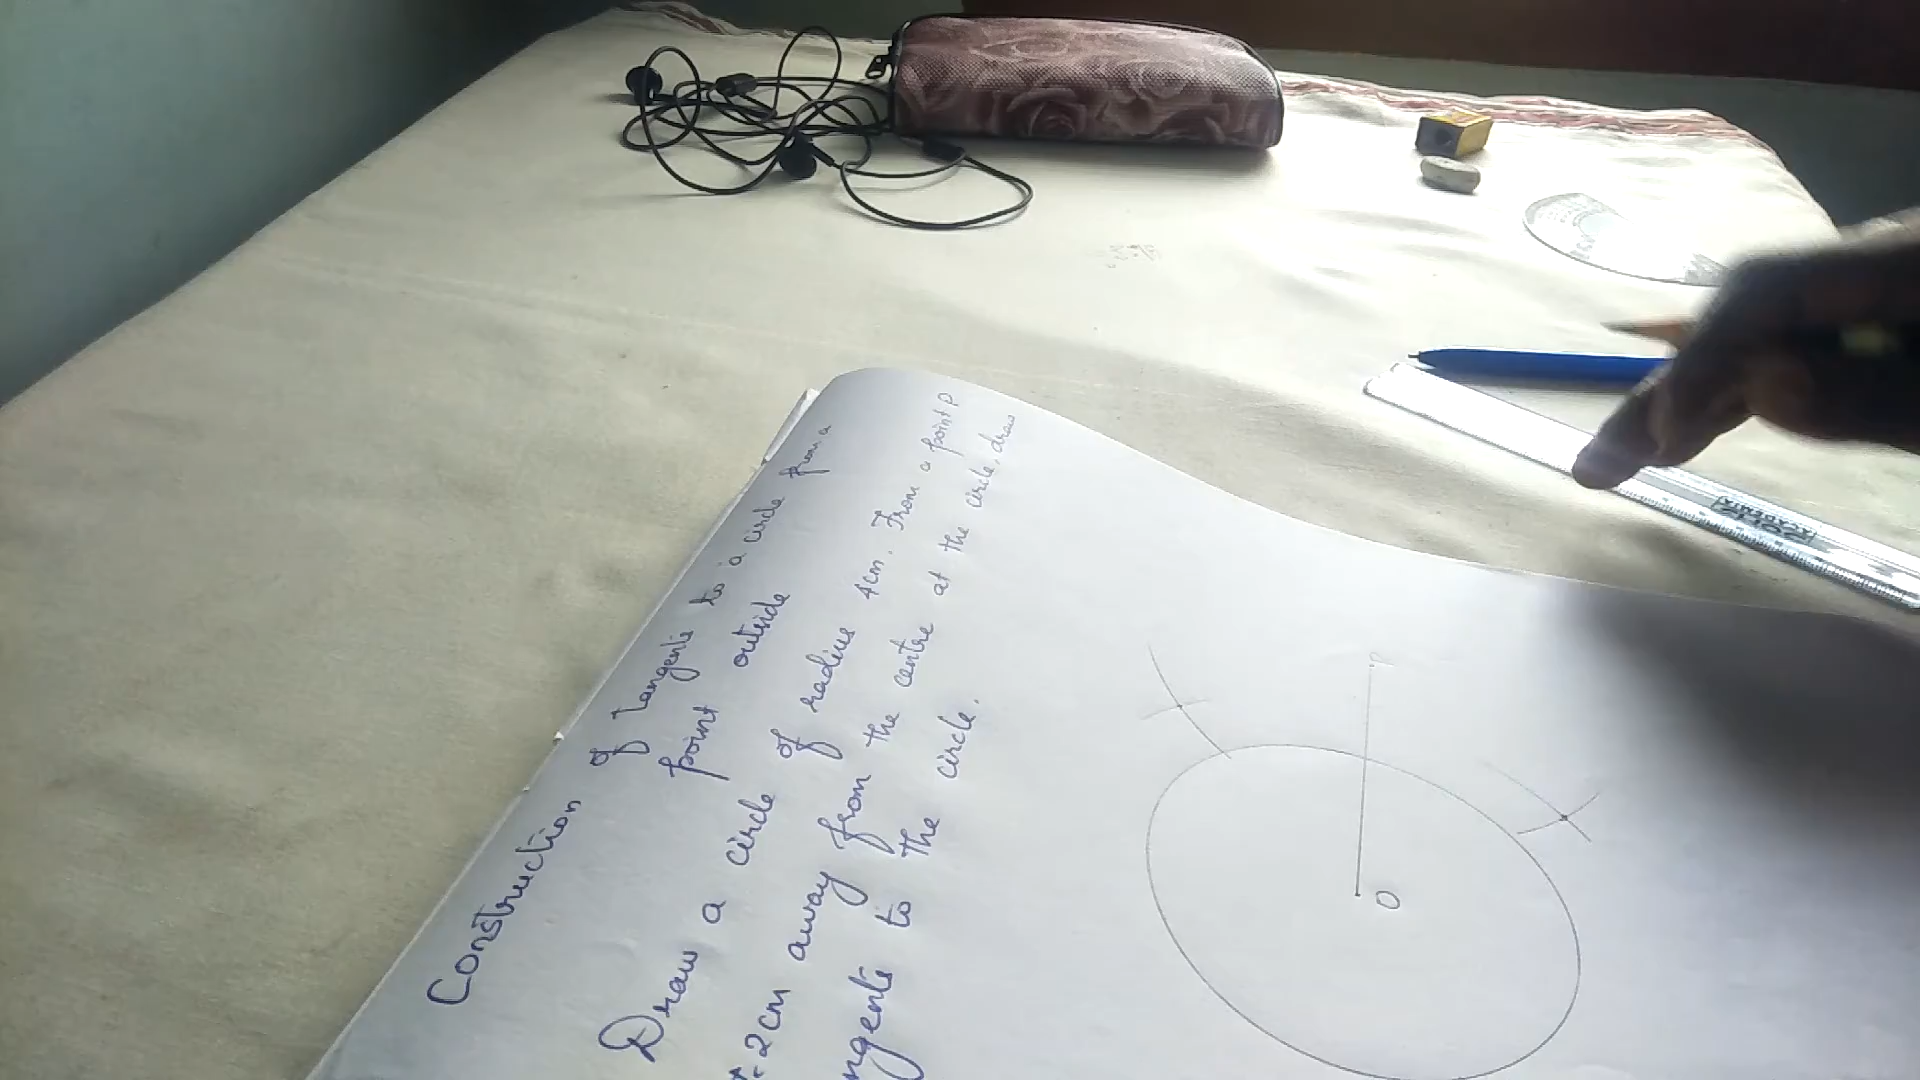 Construction of tangents to a circle from a
point outside
Draw a circle of radius 4cm. From a point P
2cm away from the centre at the circle, draw
tangents to the circle.
P
O